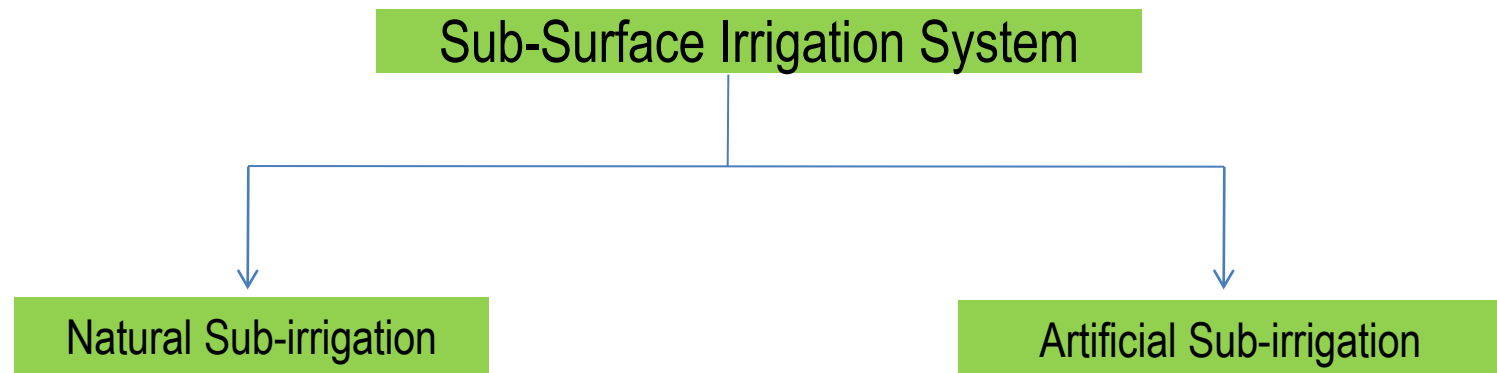 Sub-Surface Irrigation System
Natural Sub-irrigation
Artificial Sub-irrigation